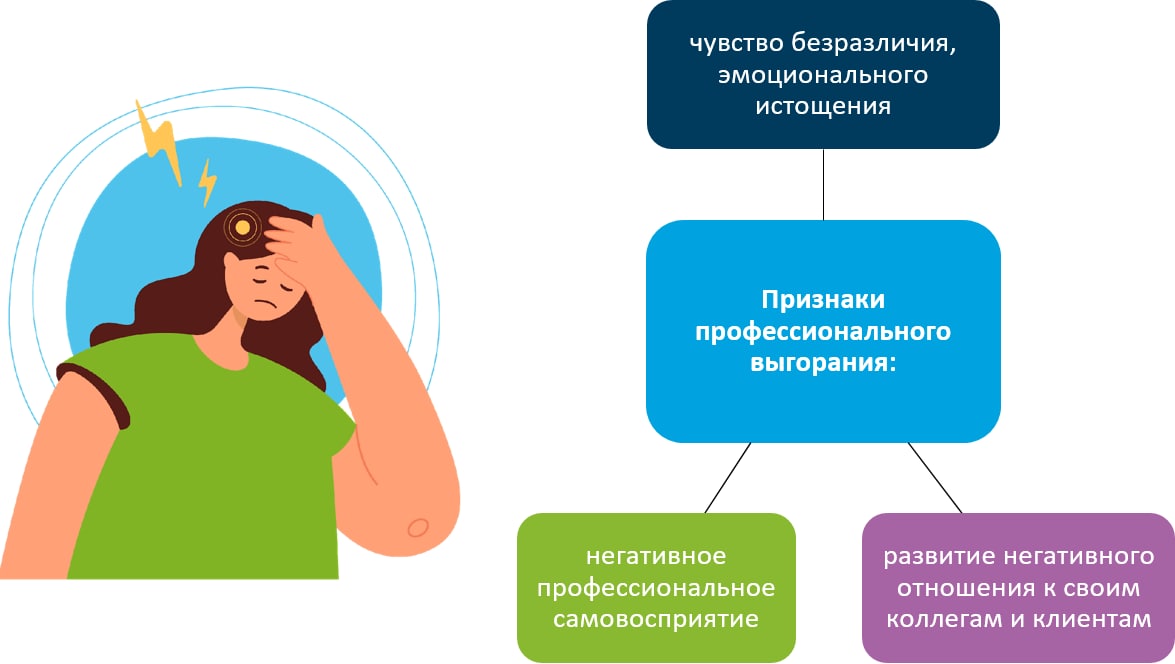 чувство безразличия,
эмоционального
истощения
Признаки
профессионального
выгорания:
негативное
профессиональное
самовосприятие
развитие негативного
отношения к своим
коллегам и клиентам